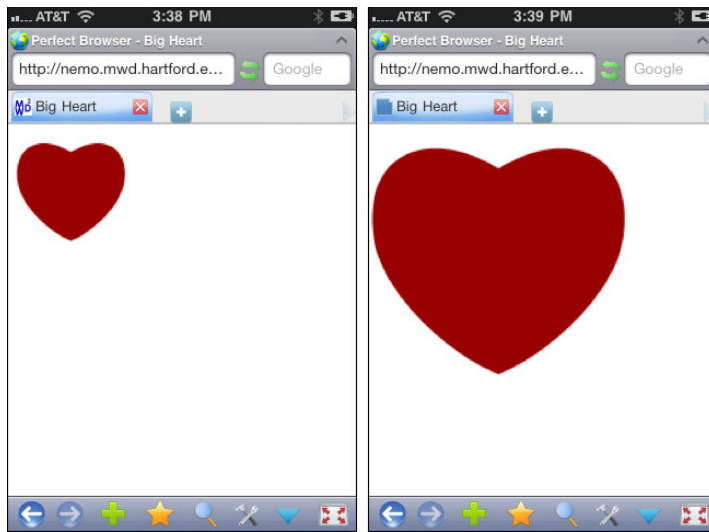 AT&T 3:38 PM
Perfect Browser - Big Heart
http://nemo.mwd.hartford.e... Google
Big Heart
AT&T 3:39 PM
Perfect Browser - Big Heart
http://nemo.mwd.hartford.e... Google
Big Heart